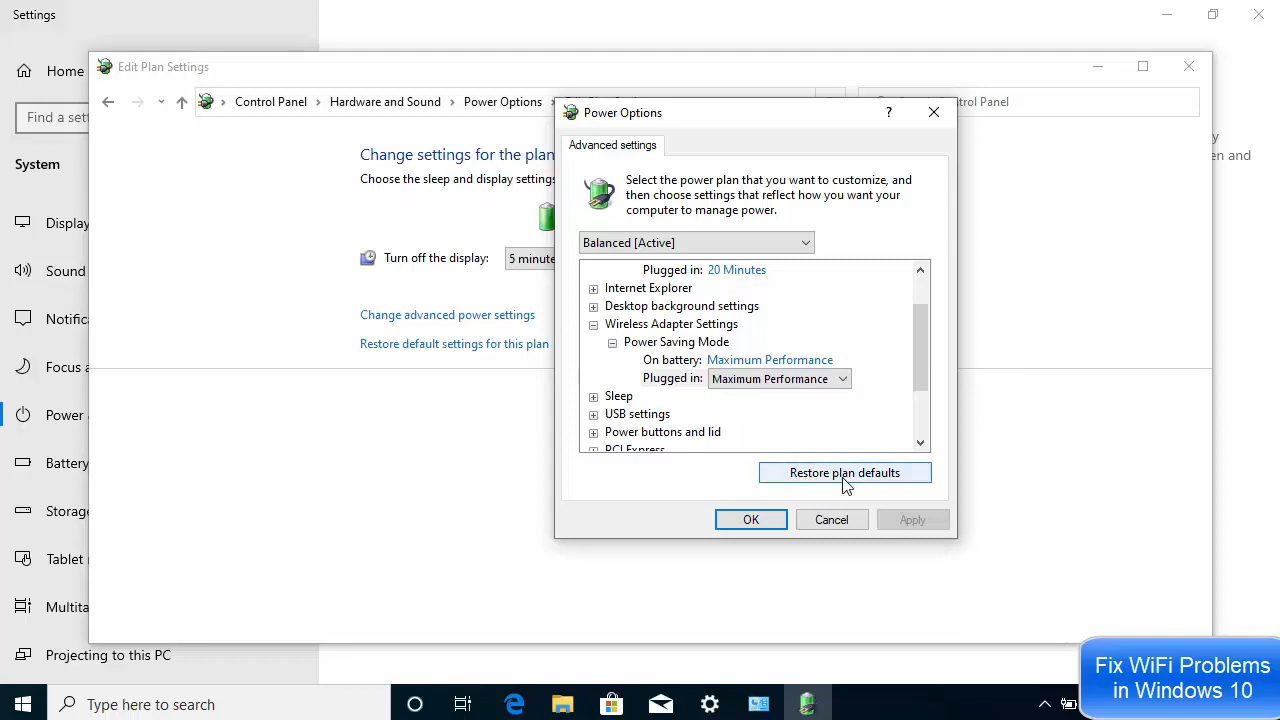 Settings
Home
Find a set
System
Display
Sound
Notific
Focus a
Power
Battery
Storage
Tablet
Multita
Projecting to this PC
Edit Plan Settings
Control Panel
Hardware and Sound
Power Options
trol Panel
Change settings for the plan
Choose the sleep and display settings
Turn off the display:
5 minute
Change advanced power settings
Restore default settings for this plan
y
en and
Power Options
?
Advanced settings
Select the power plan that you want to customize, and
then choose settings that reflect how you want your
computer to manage power.
Balanced [Active]
Plugged in: 20 Minutes
Internet Explorer
Desktop background settings
Wireless Adapter Settings
Power Saving Mode
On battery: Maximum Performance
Plugged in: Maximum Performance
Sleep
USB settings
Power buttons and lid
PCI Express
Restore plan defaults
OK
Cancel
Apply
Type here to search
Fix WiFi Problems
in Windows 10